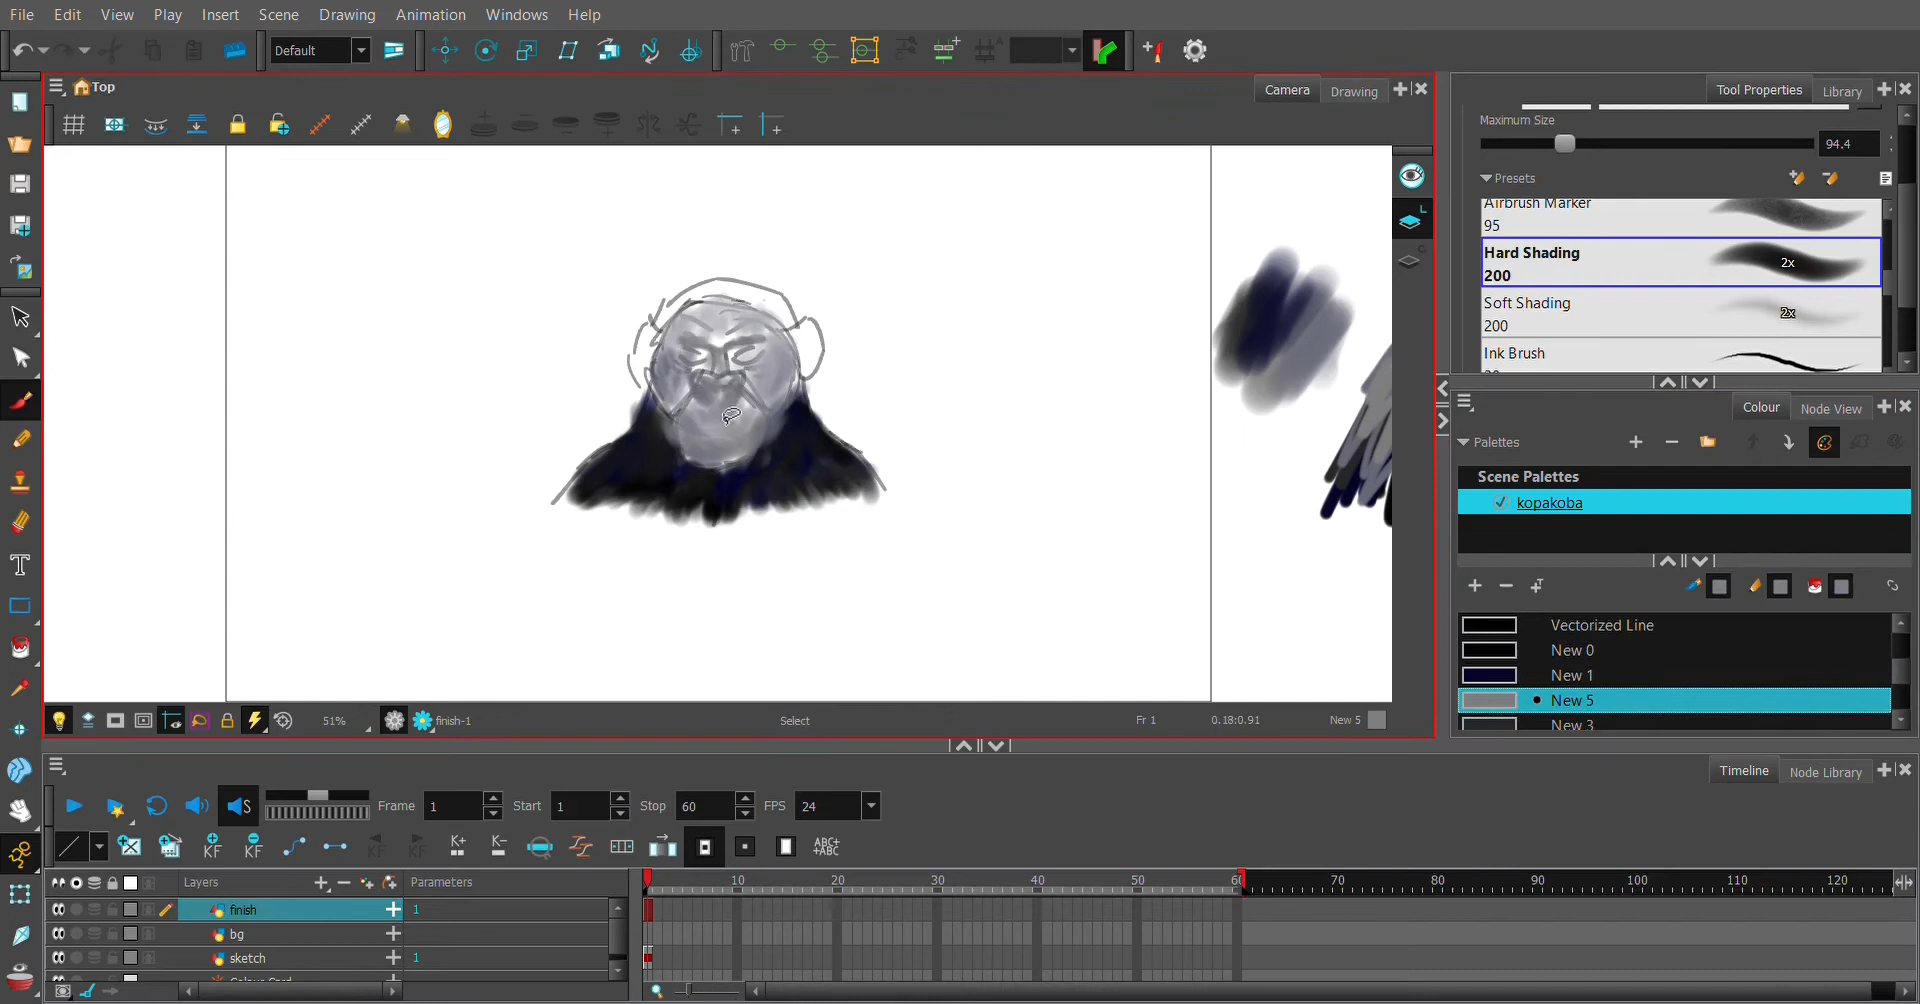 File Edit View Play Insert Scene Drawing Animation Windows Help
Default
Top
Camera Drawing
Tool Properties Library
Maximum Size
94.4
Presets
Airbrush Marker
95
Hard Shading
200
2x
Soft Shading
200
2x
Ink Brush
Colour Node View
Palettes
Scene Palettes
kopakoba
Vectorized Line
New 0
New 1
New 5
New 3
51% finish-1 Select Fr 1 0.18:0.91 New 5
Timeline Node Library
Frame 1 Start 1 Stop 60 FPS 24
Layers Parameters
10 20 30 40 50 60 70 80 90 100 110 120
finish 1
bg
sketch 1